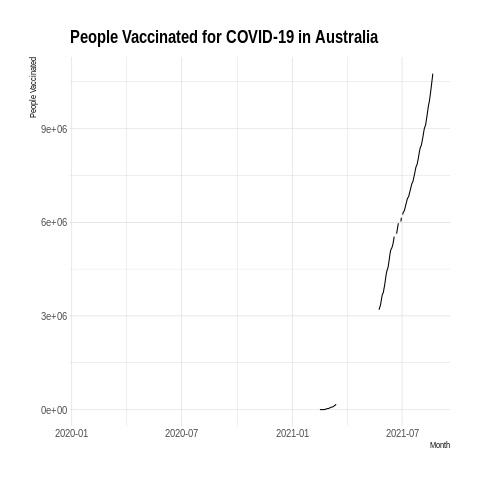 People Vaccinated for COVID-19 in Australia
People Vaccinated
9e+06
6e+06
3e+06
0e+00
2020-01
2020-07
2021-01
2021-07
Month